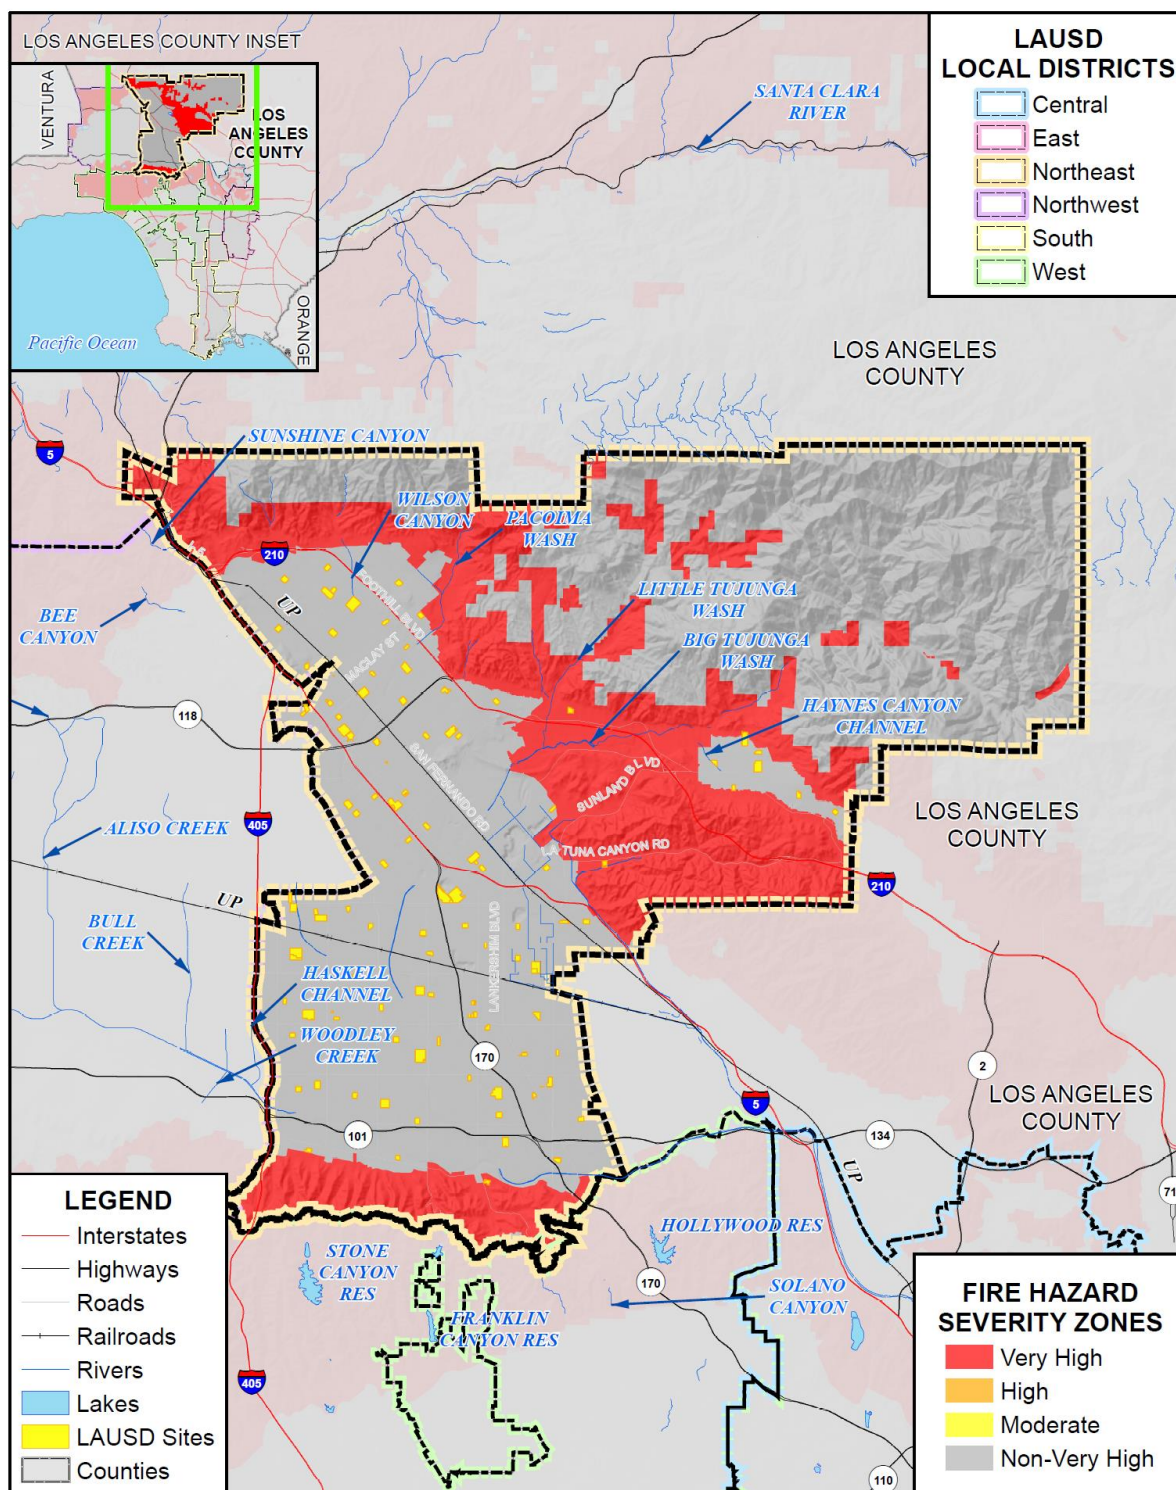 LOS ANGELES COUNTY INSET
VENTURA
LOS
ANGELES
COUNTY
ORANGE
Pacific Ocean
LAUSD
LOCAL DISTRICTS
Central
East
Northeast
Northwest
South
West
SANTA CLARA
RIVER
LOS ANGELES
COUNTY
5
SUNSHINE CANYON
WILSON
CANYON
PACOIMA
WASH
I-5
210
FOOTHILL BLVD
UP
LITTLE TUJUNGA
WASH
BEE
CANYON
MACLAY ST
BIG TUJUNGA
WASH
HAYNES CANYON
CHANNEL
118
SAN FERNANDO RD
SUNLAND BLVD
LOS ANGELES
COUNTY
ALISO CREEK
405
LA TUNA CANYON RD
210
UP
BULL
CREEK
LANKERSHIM BLVD
HASKELL
CHANNEL
WOODLEY
CREEK
170
2
LOS ANGELES
COUNTY
5
101
134
UP
71
LEGEND
Interstates
Highways
Roads
Railroads
Rivers
Lakes
LAUSD Sites
Counties
STONE
CANYON
RES
HOLLYWOOD RES
170
SOLANO
CANYON
FRANKLIN
CANYON RES
405
110
FIRE HAZARD
SEVERITY ZONES
Very High
High
Moderate
Non-Very High